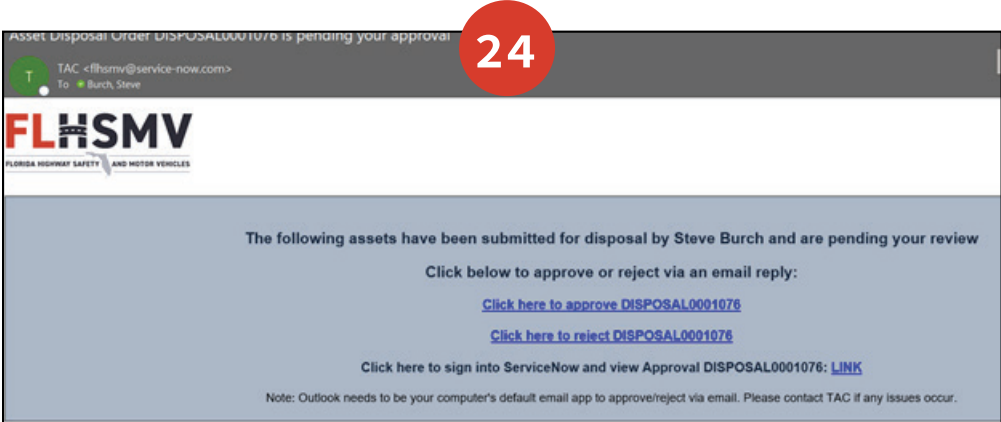 Asset Disposal Order DISPOSAL0001076 is pending your approval
24
T
TAC <flhsmv@service-now.com>
To Burch, Steve
FLHSMV
FLORIDA HIGHWAY SAFETY AND MOTOR VEHICLES
The following assets have been submitted for disposal by Steve Burch and are pending your review
Click below to approve or reject via an email reply:
Click here to approve DISPOSAL0001076
Click here to reject DISPOSAL0001076
Click here to sign into ServiceNow and view Approval DISPOSAL0001076: LINK
Note: Outlook needs to be your computer's default email app to approve/reject via email. Please contact TAC if any issues occur.